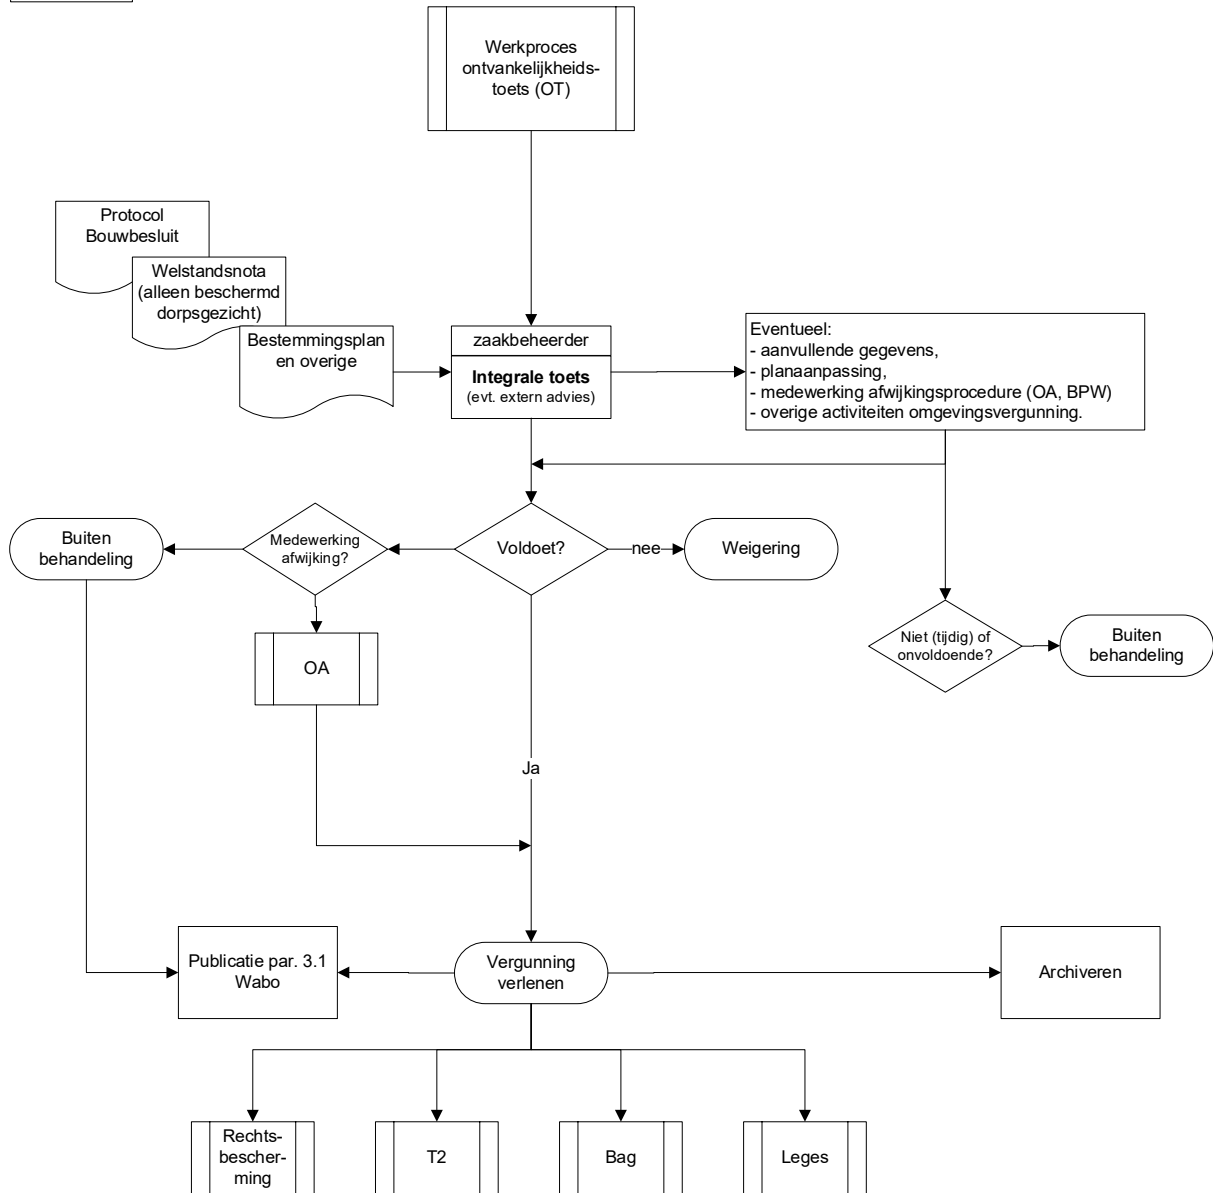 Werkproces
ontvankelijkheids-
toets (OT)
Protocol
Bouwbesluit
Welstandsnota
(alleen beschermd
dorpsgezicht)
Bestemmingsplan
en overige
zaakbeheerder
Integrale toets
(evt. extern advies)
Eventueel:
- aanvullende gegevens,
- planaanpassing,
- medewerking afwijkingsprocedure (OA, BPW)
- overige activiteiten omgevingsvergunning.
Buiten
behandeling
Medewerking
afwijking?
Voldoet?
nee
Weigering
OA
Niet (tijdig) of
onvoldoende?
Buiten
behandeling
Ja
Publicatie par. 3.1
Wabo
Vergunning
verlenen
Archiveren
Rechts-
bescher-
ming
T2
Bag
Leges